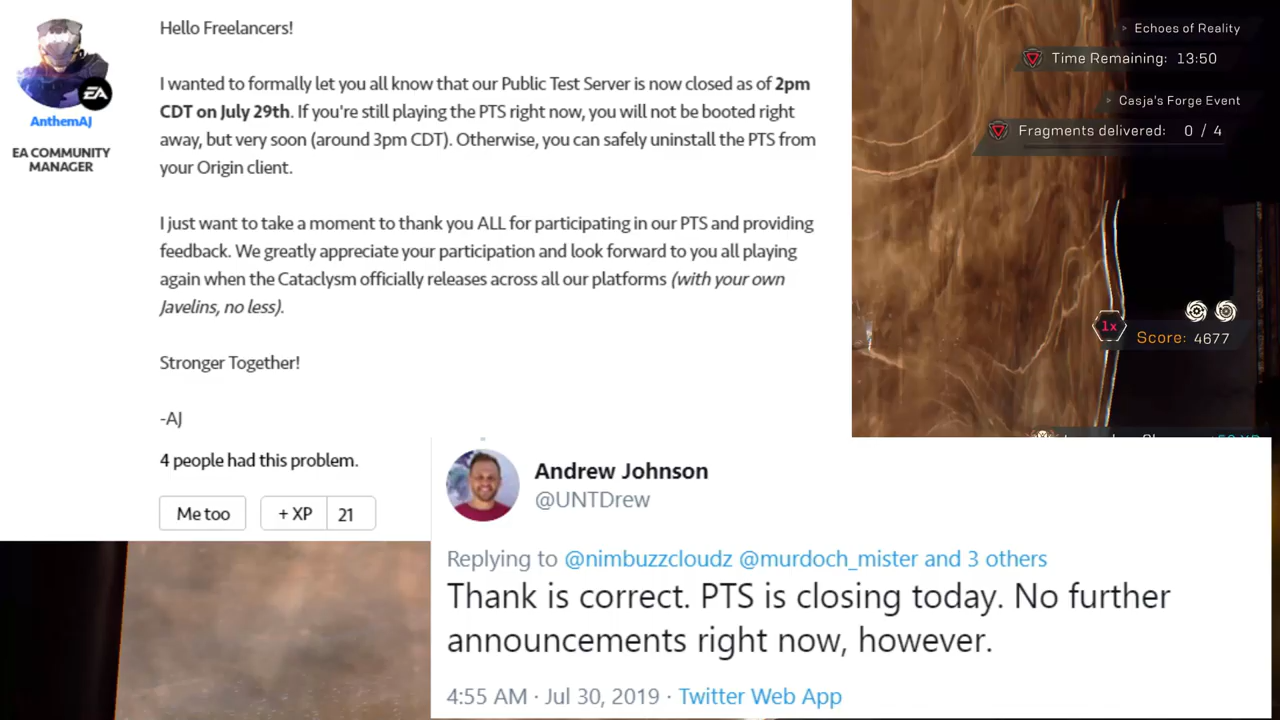 Hello Freelancers!
I wanted to formally let you all know that our Public Test Server is now closed as of 2pm
CDT on July 29th. If you're still playing the PTS right now, you will not be booted right
away, but very soon (around 3pm CDT). Otherwise, you can safely uninstall the PTS from
your Origin client.
I just want to take a moment to thank you ALL for participating in our PTS and providing
feedback. We greatly appreciate your participation and look forward to you all playing
again when the Cataclysm officially releases across all our platforms (with your own
Javelins, no less).
Stronger Together!
-AJ
4 people had this problem.
Me too
+ XP 21
EA
AnthemAJ
EA COMMUNITY
MANAGER
Echoes of Reality
Time Remaining: 13:50
Casja's Forge Event
Fragments delivered: 0 / 4
1x
Score: 4677
Andrew Johnson
@UNTDrew
Replying to @nimbuzzcloudz @murdoch_mister and 3 others
Thank is correct. PTS is closing today. No further
announcements right now, however.
4:55 AM · Jul 30, 2019 · Twitter Web App